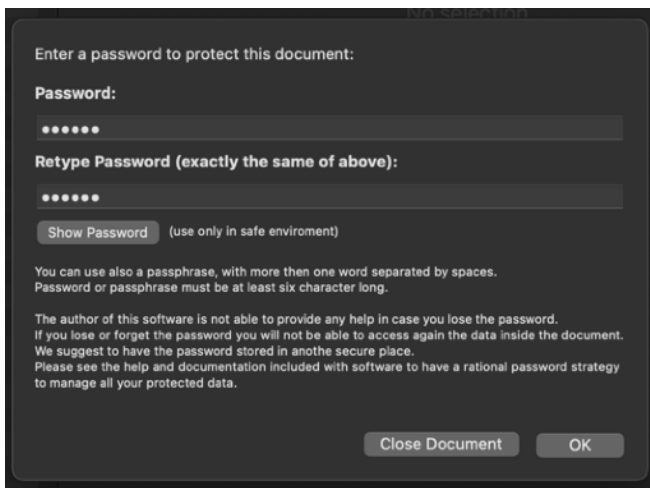 No selection
Enter a password to protect this document:
Password:
••••••
Retype Password (exactly the same of above):
••••••
Show Password (use only in safe enviroment)
You can use also a passphrase, with more then one word separated by spaces.
Password or passphrase must be at least six character long.
The author of this software is not able to provide any help in case you lose the password.
If you lose or forget the password you will not be able to access again the data inside the document.
We suggest to have the password stored in anothe secure place.
Please see the help and documentation included with software to have a rational password strategy
to manage all your protected data.
Close Document OK